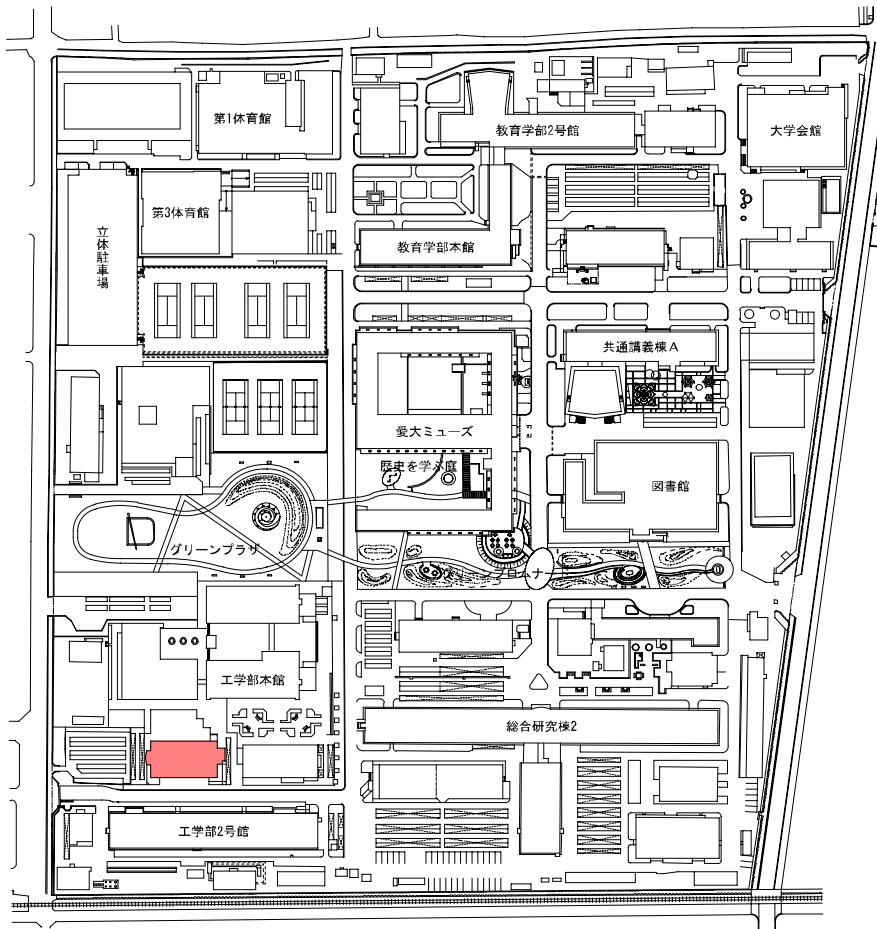 第1体育館
教育学部2号館
大学会館
第3体育館
立体駐車場
教育学部本館
共通講義棟A
愛大ミューズ
歴史を学ぶ庭
図書館
グリーンプラザ
ナ
工学部本館
総合研究棟2
工学部2号館